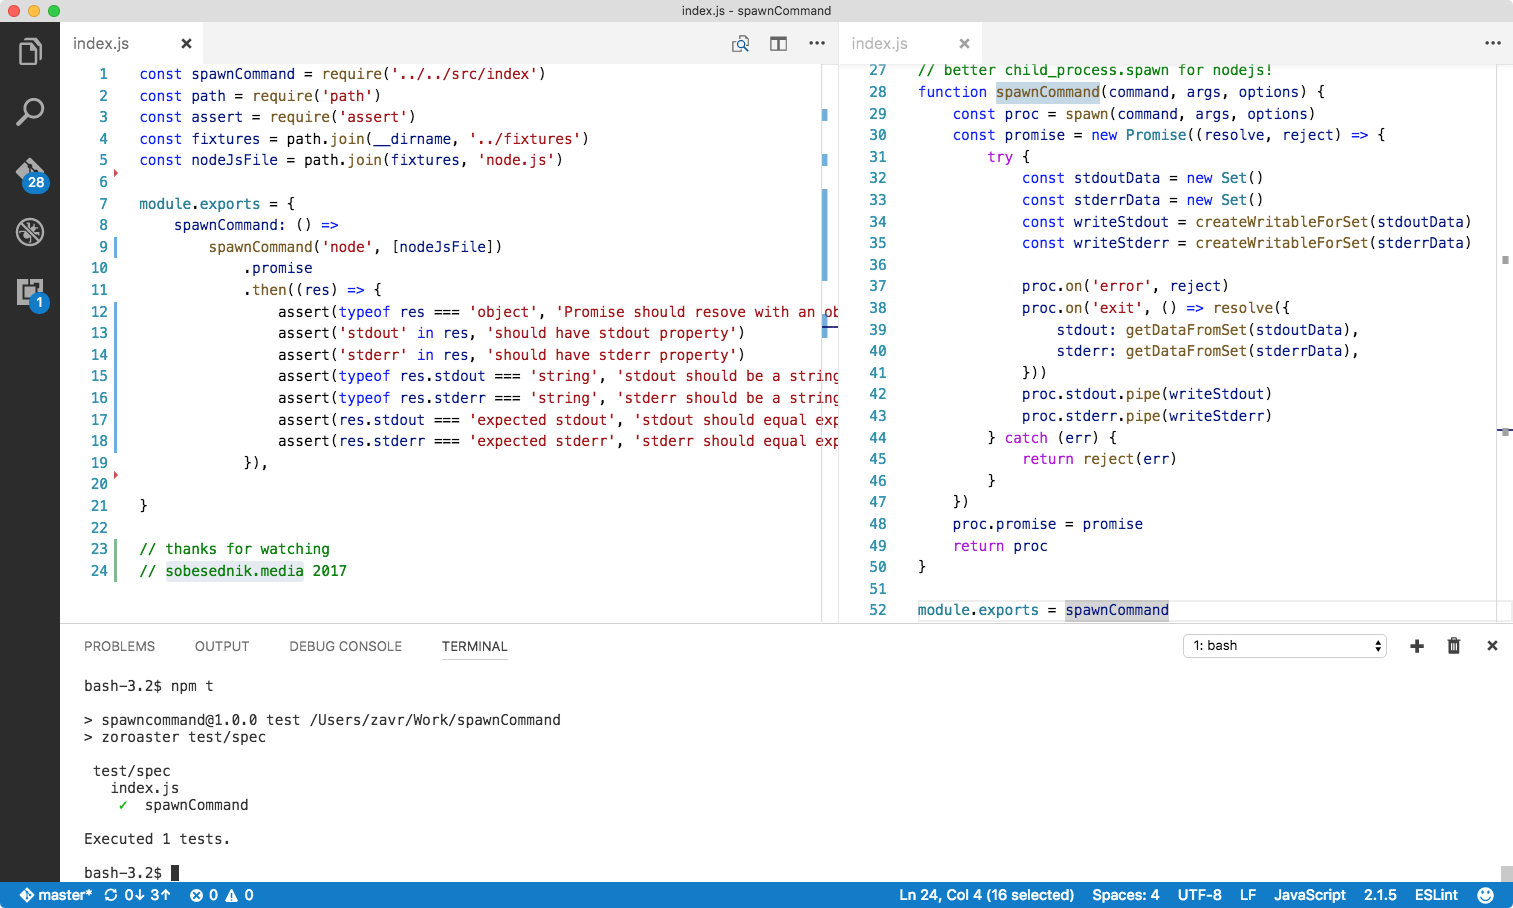 index.js - spawnCommand
index.js
28
1
1 const spawnCommand = require('../../src/index')
2 const path = require('path')
3 const assert = require('assert')
4 const fixtures = path.join(__dirname, '../fixtures')
5 const nodeJsFile = path.join(fixtures, 'node.js')
6
7 module.exports = {
8 spawnCommand: () =>
9 spawnCommand('node', [nodeJsFile])
10 .promise
11 .then((res) => {
12 assert(typeof res === 'object', 'Promise should resove with an ob
13 assert('stdout' in res, 'should have stdout property')
14 assert('stderr' in res, 'should have stderr property')
15 assert(typeof res.stdout === 'string', 'stdout should be a string
16 assert(typeof res.stderr === 'string', 'stderr should be a string
17 assert(res.stdout === 'expected stdout', 'stdout should equal exp
18 assert(res.stderr === 'expected stderr', 'stderr should equal exp
19 }),
20
21 }
22
23 // thanks for watching
24 // sobesednik.media 2017
index.js
27 // better child_process.spawn for nodejs!
28 function spawnCommand(command, args, options) {
29 const proc = spawn(command, args, options)
30 const promise = new Promise((resolve, reject) => {
31 try {
32 const stdoutData = new Set()
33 const stderrData = new Set()
34 const writeStdout = createWritableForSet(stdoutData)
35 const writeStderr = createWritableForSet(stderrData)
36
37 proc.on('error', reject)
38 proc.on('exit', () => resolve({
39 stdout: getDataFromSet(stdoutData),
40 stderr: getDataFromSet(stderrData),
41 }))
42 proc.stdout.pipe(writeStdout)
43 proc.stderr.pipe(writeStderr)
44 } catch (err) {
45 return reject(err)
46 }
47 })
48 proc.promise = promise
49 return proc
50 }
51
52 module.exports = spawnCommand
PROBLEMS OUTPUT DEBUG CONSOLE TERMINAL 1: bash
bash-3.2$ npm t
> spawncommand@1.0.0 test /Users/zavr/Work/spawnCommand
> zoroaster test/spec
test/spec
index.js
✓ spawnCommand
Executed 1 tests.
bash-3.2$
master* 0↓ 3↑ 0 0 Ln 24, Col 4 (16 selected) Spaces: 4 UTF-8 LF JavaScript 2.1.5 ESLint